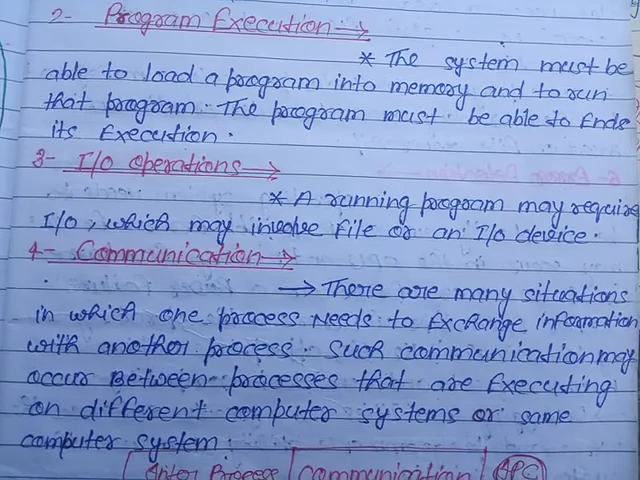 2- Program Execution →
* The system must be
able to load a program into memory and to run
that program. The program must be able to ends
its Execution.
3- I/O Operations ⇒
* A running program may require
I/O, which may involve File or an I/O device.
4- Communication →
→ There are many situations
in which one process needs to Exchange information
with another process. Such communication may
occur Between processes that are Executing
on different computer systems or same
computer system.
Inter Process Communication